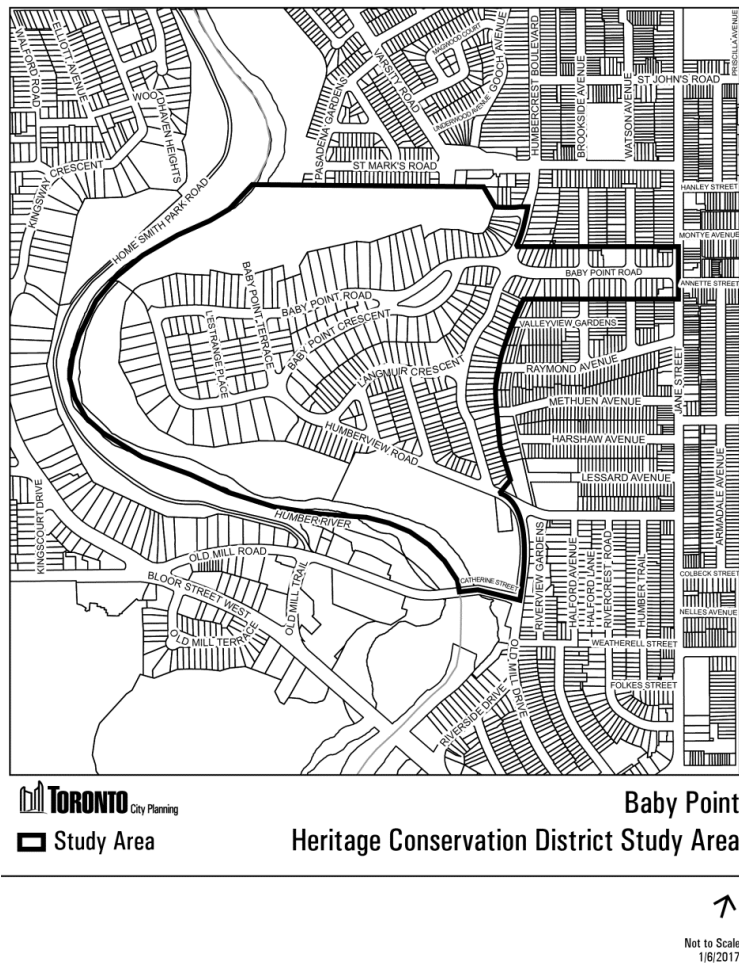 WALFORD ROAD
ELLIOTT AVENUE
WOODHAVEN HEIGHTS
KINGSWAY CRESCENT
HOME SMITH PARK ROAD
PASADENA GARDENS
VARSITY ROAD
MAGWOOD COURT
UNDERWOOD AVENUE
GOOCH AVENUE
HUMBERCREST BOULEVARD
BROOKSIDE AVENUE
WATSON AVENUE
ST JOHN'S ROAD
PRISCILLA AVENUE
ST MARK'S ROAD
HANLEY STREET
MONTYE AVENUE
BABY POINT ROAD
ANNETTE STREET
BABY POINT TERRACE
BABY POINT ROAD
L'ESTRANGE PLACE
BABY POINT CRESCENT
LANGMUIR CRESCENT
HUMBERVIEW ROAD
VALLEYVIEW GARDENS
RAYMOND AVENUE
METHUEN AVENUE
HARSHAW AVENUE
LESSARD AVENUE
JANE STREET
ARMADALE AVENUE
KINGSCOURT DRIVE
HUMBER RIVER
OLD MILL ROAD
BLOOR STREET WEST
OLD MILL TRAIL
OLD MILL TERRACE
CATHERINE STREET
RIVERVIEW GARDENS
HALFORD AVENUE
HALFORD LANE
RIVERCREST ROAD
HUMBER TRAIL
COLBECK STREET
NELLES AVENUE
WEATHERELL STREET
FOLKES STREET
OLD MILL DRIVE
RIVERSIDE DRIVE
TORONTO City Planning
Study Area
Baby Point
Heritage Conservation District Study Area
Not to Scale
1/6/2017